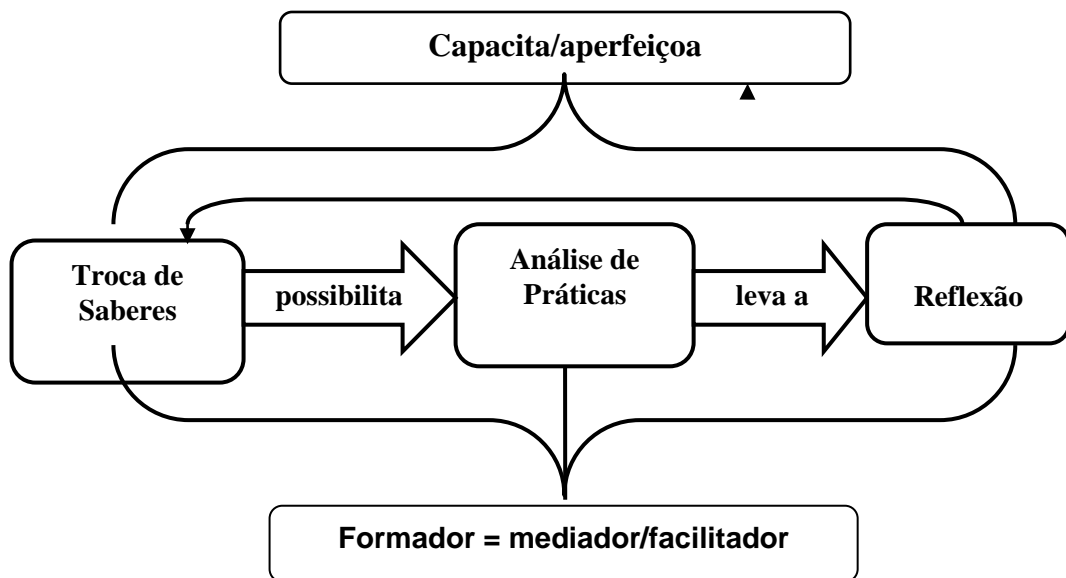 Capacita/aperfeiçoa
Troca de
Saberes
possibilita
Análise de
Práticas
leva a
Reflexão
Formador = mediador/facilitador